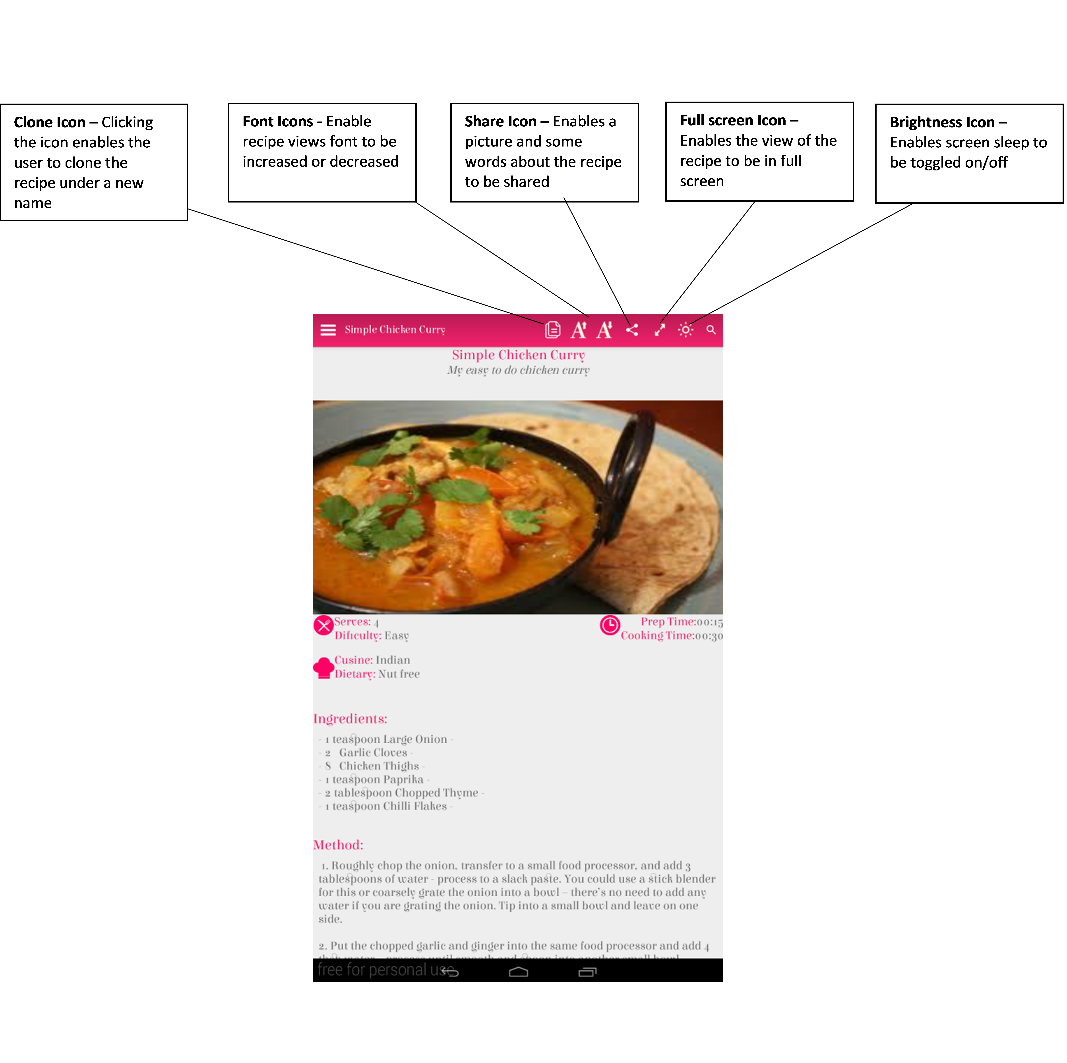 Clone Icon – Clicking
the icon enables the
user to clone the
recipe under a new
name
Font Icons - Enable
recipe views font to be
increased or decreased
Share Icon – Enables a
picture and some
words about the recipe
to be shared
Full screen Icon –
Enables the view of the
recipe to be in full
screen
Brightness Icon –
Enables screen sleep to
be toggled on/off
Simple Chicken Curry
Simple Chicken Curry
My easy to do chicken curry
Serves: 4
Dificulty: Easy
Prep Time:00:15
Cooking Time:00:30
Cusine: Indian
Dietary: Nut free
Ingredients:
- 1 teaspoon Large Onion -
- 2 Garlic Cloves -
- 8 Chicken Thighs -
- 1 teaspoon Paprika -
- 2 tablespoon Chopped Thyme -
- 1 teaspoon Chilli Flakes -
Method:
1. Roughly chop the onion, transfer to a small food processor, and add 3
tablespoons of water - process to a slack paste. You could use a stick blender
for this or coarsely grate the onion into a bowl – there's no need to add any
water if you are grating the onion. Tip into a small bowl and leave on one
side.
2. Put the chopped garlic and ginger into the same food processor and add 4
free for personal use